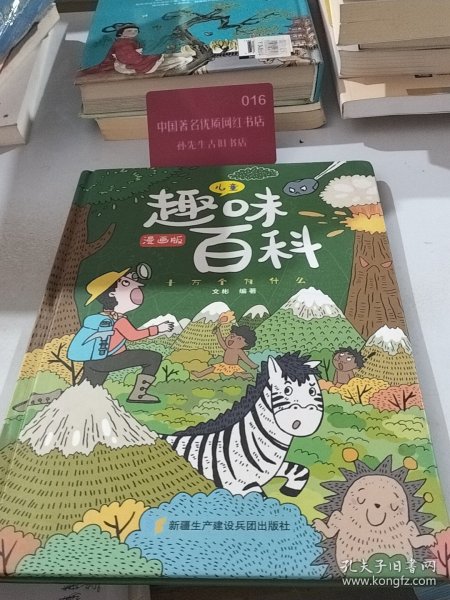 016
中国著名优质网红书店
孙先生古旧书店
儿童
趣味
漫画版
百科
十万个为什么
文彬 编著
新疆生产建设兵团出版社
孔夫子旧书网
www.kongfz.com